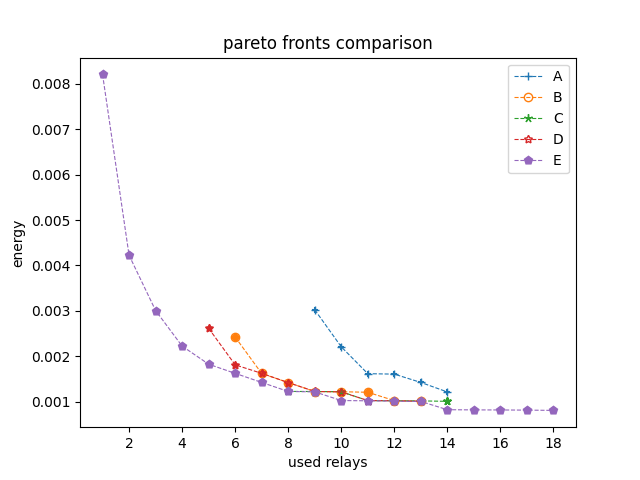 pareto fronts comparison
A
B
C
D
E
0.008
0.007
0.006
0.005
0.004
0.003
0.002
0.001
energy
2 4 6 8 10 12 14 16 18
used relays